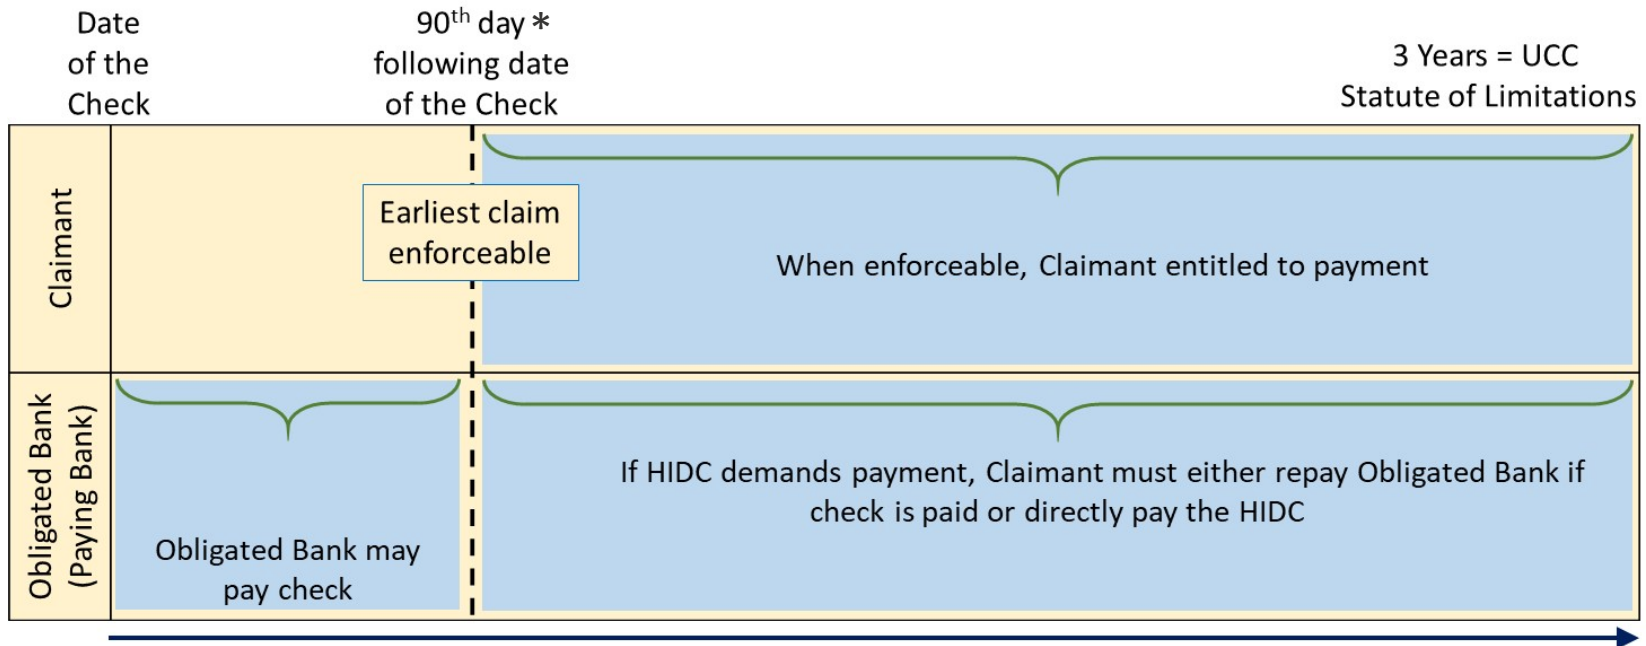 Date
of the
Check
90th day *
following date
of the Check
3 Years = UCC
Statute of Limitations
Claimant
Earliest claim
enforceable
When enforceable, Claimant entitled to payment
Obligated Bank
(Paying Bank)
Obligated Bank may
pay check
If HIDC demands payment, Claimant must either repay Obligated Bank if
check is paid or directly pay the HIDC